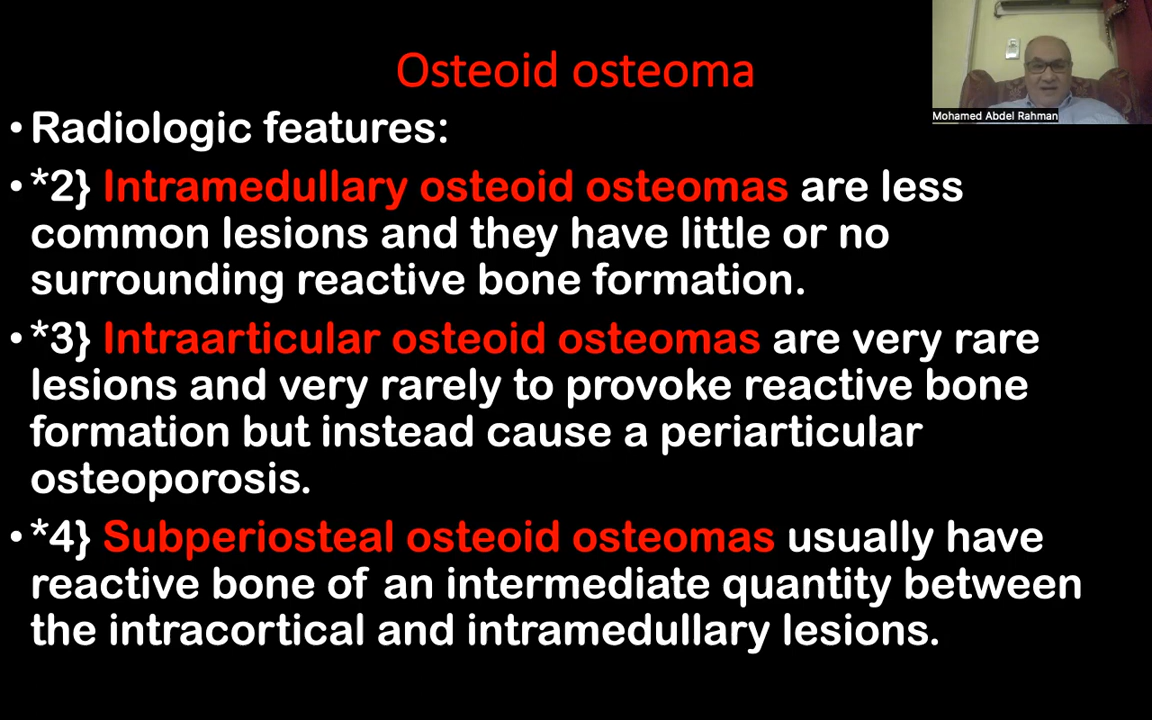 Osteoid osteoma
Mohamed Abdel Rahman
• Radiologic features:
• *2} Intramedullary osteoid osteomas are less
common lesions and they have little or no
surrounding reactive bone formation.
• *3} Intraarticular osteoid osteomas are very rare
lesions and very rarely to provoke reactive bone
formation but instead cause a periarticular
osteoporosis.
• *4} Subperiosteal osteoid osteomas usually have
reactive bone of an intermediate quantity between
the intracortical and intramedullary lesions.